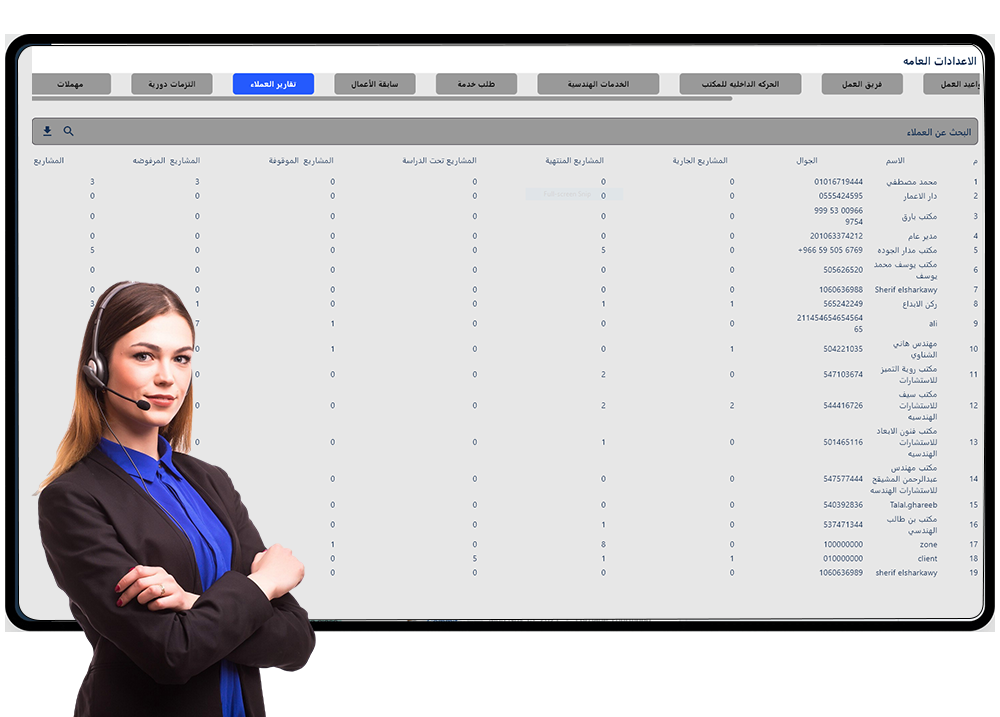 الاعدادات العامه
واعيد العمل فريق العمل الحركه الداخليه للمكتب الخدمات الهندسية طلب خدمة سابقة الأعمال تقارير العملاء التزمات دورية مهملات
البحث عن العملاء
م الاسم الجوال المشاريع الجارية المشاريع المنتهية المشاريع تحت الدراسة المشاريع الموقوفة المشاريع المرفوضه المشاريع
1 محمد مصطفي 01016719444 0 0 0 0 3 3
2 دار الاعمار 0555424595 0 0 0 0 0 0
3 مكتب بارق 999 53 00966 0 0 0 0 0 0
9754
4 مدير عام 201063374212 0 0 0 0 0 0
5 مكتب مدار الجوده +966 59 505 6769 0 5 0 0 0 5
6 مكتب يوسف محمد 505626520 0 0 0 0 0 0
يوسف
7 Sherif elsharkawy 1060636988 0 0 0 0 0 0
8 ركن الابداع 565242249 1 1 0 0 1 3
9 ali 211454654654564 0 0 0 1 7
65
10 مهندس هاني 504221035 1 0 0 1 0
الشناوي
11 مكتب روية التميز 547103674 0 2 0 0 0
للاستشارات
12 مكتب سيف 544416726 2 2 0 0 0
للاستشارات
الهندسيه
13 مكتب فنون الابعاد 501465116 0 1 0 0 0
للاستشارات
الهندسيه
14 مكتب مهندس 547577444 0 0 0 0
عبدالرحمن المشيقح
للاستشارات الهندسه
15 Talal.ghareeb 540392836 0 0 0 0
16 مكتب بن طالب 537471344 0 1 0 0
الهندسي
17 zone 100000000 0 8 0 1
18 client 010000000 1 1 5 0
19 sherif elsharkawy 1060636989 0 0 0 0